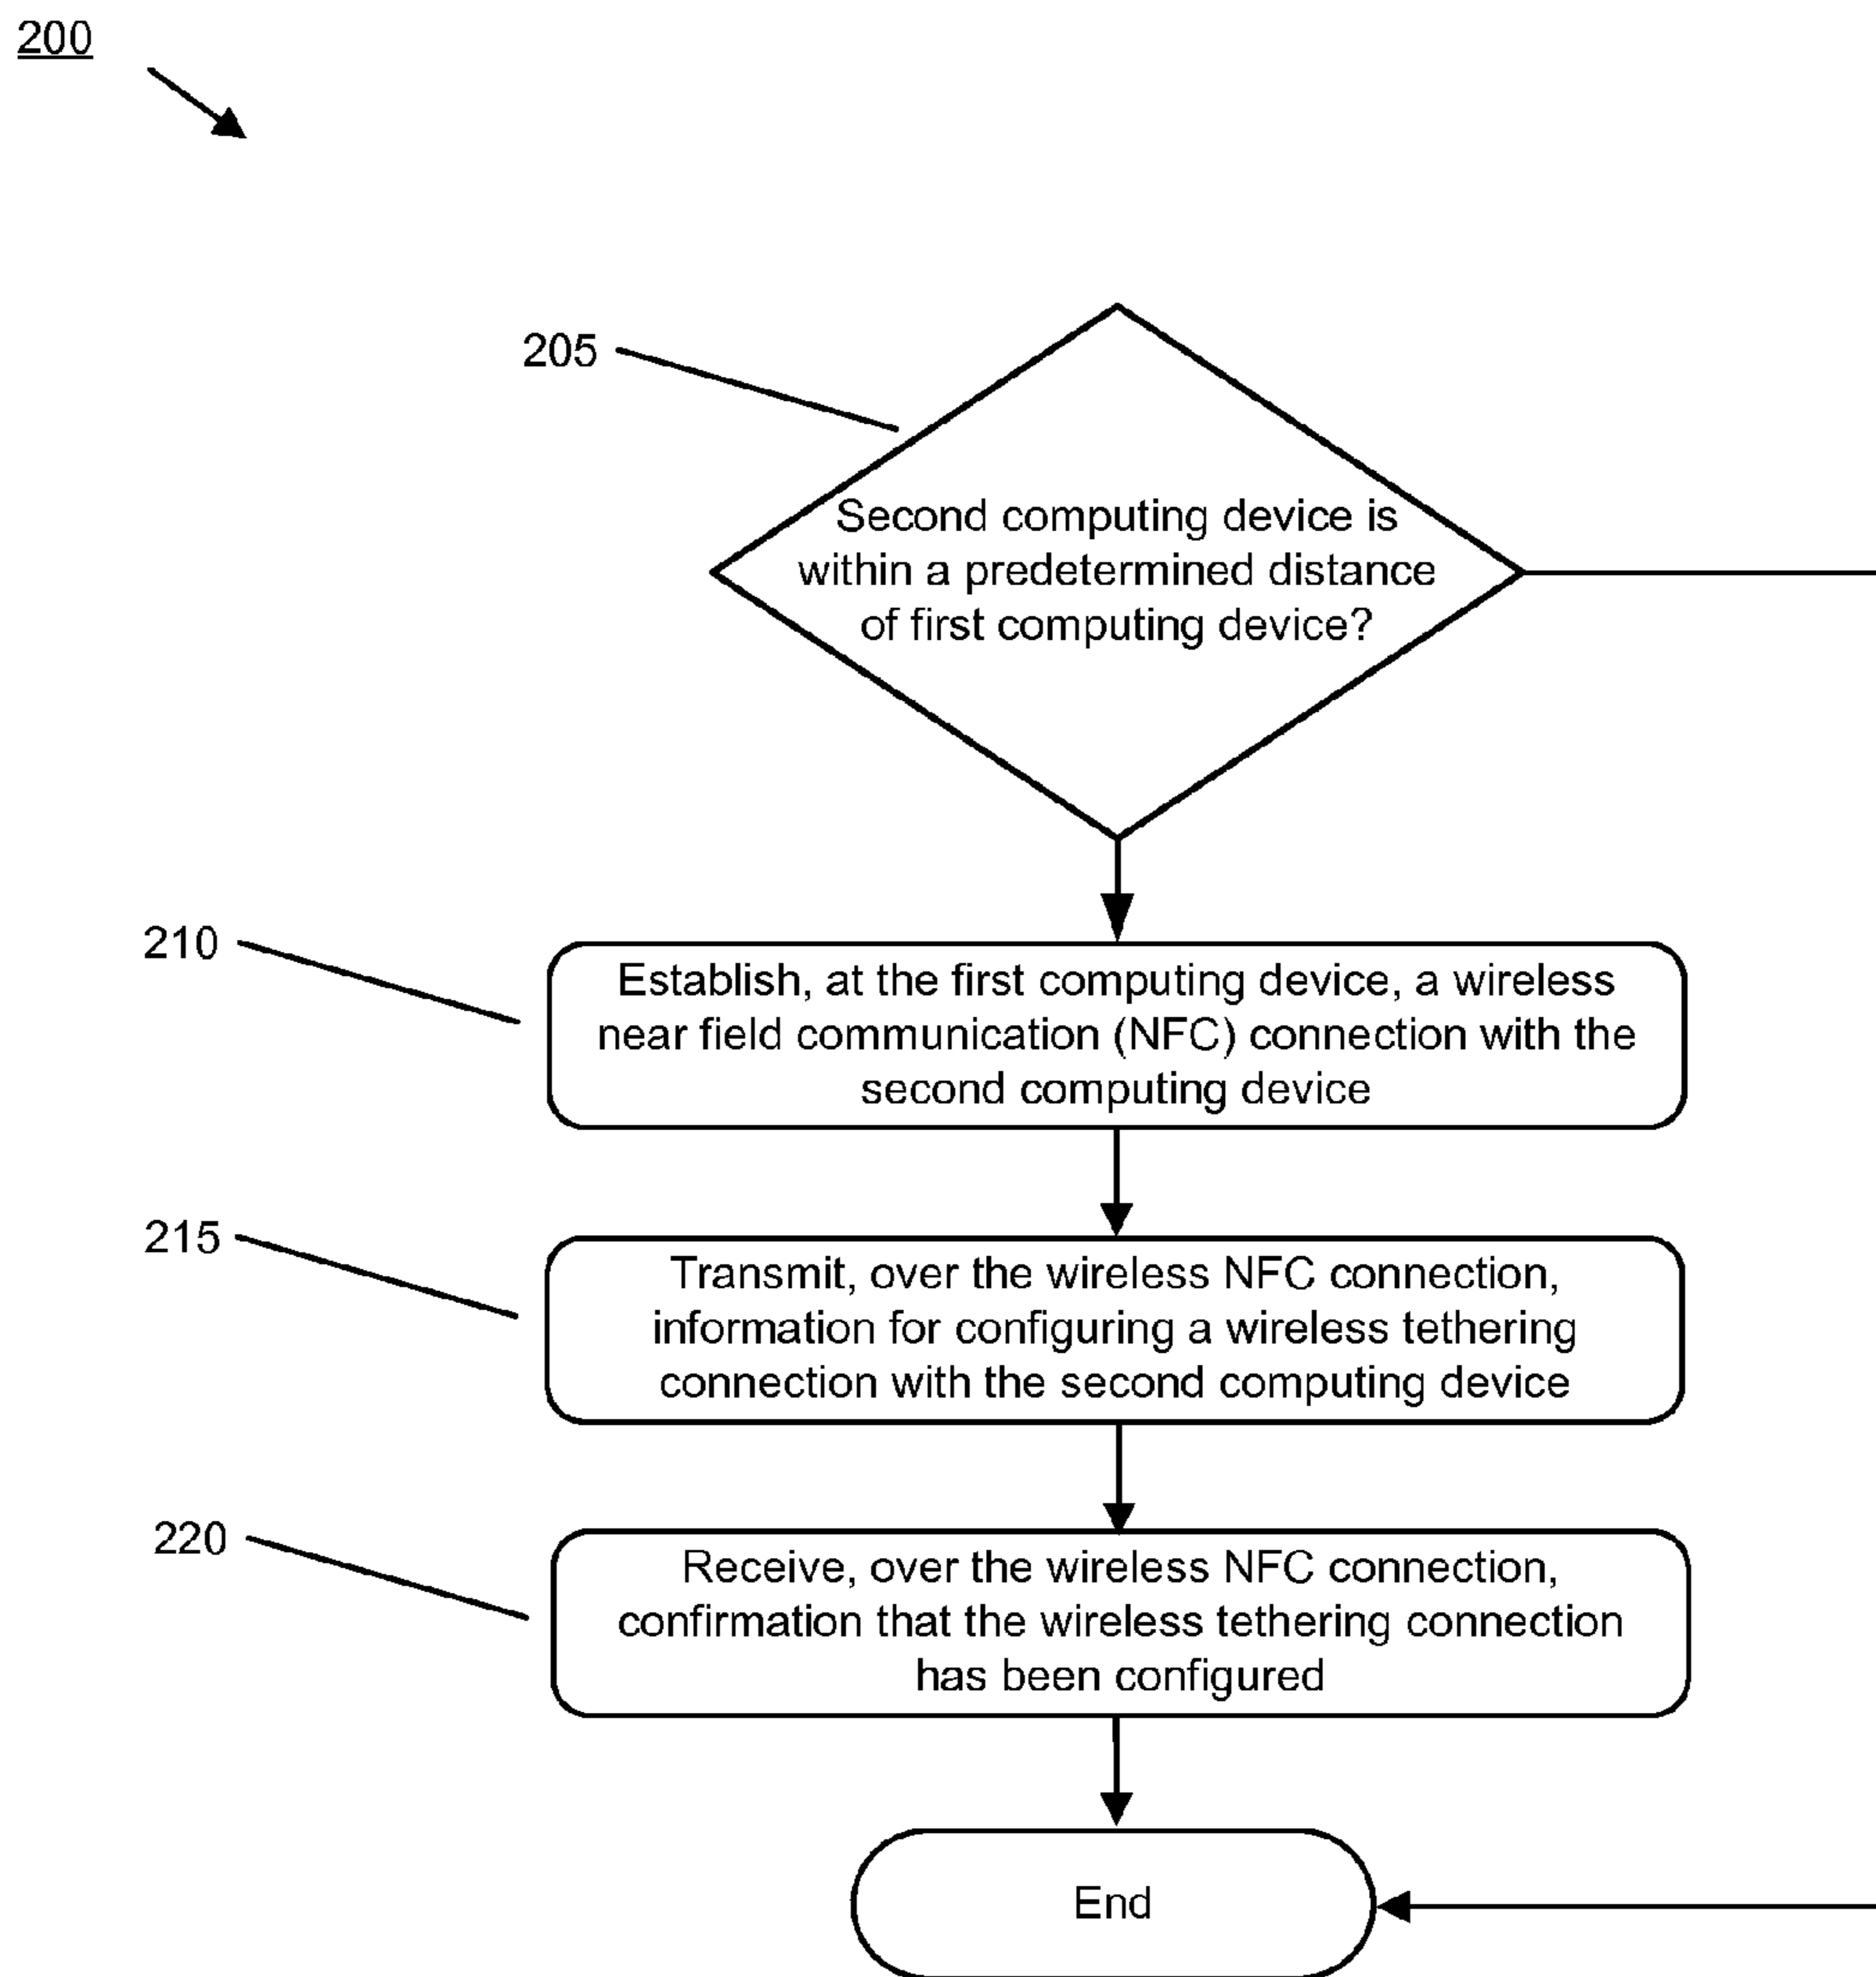 200
205
Second computing device is
within a predetermined distance
of first computing device?
210
Establish, at the first computing device, a wireless
near field communication (NFC) connection with the
second computing device
215
Transmit, over the wireless NFC connection,
information for configuring a wireless tethering
connection with the second computing device
220
Receive, over the wireless NFC connection,
confirmation that the wireless tethering connection
has been configured
End